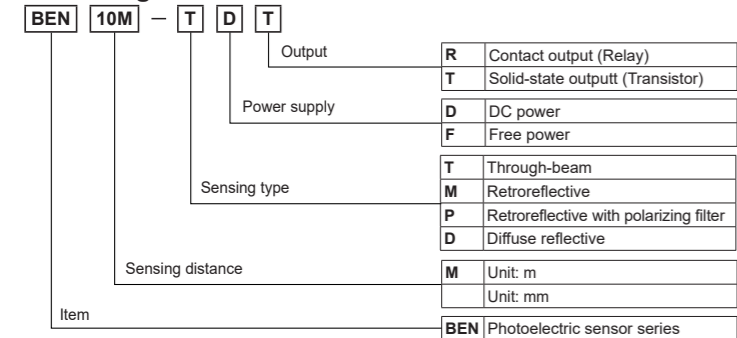 BEN 10M – T D T
Output
R Contact output (Relay)
T Solid-state outputt (Transistor)
Power supply
D DC power
F Free power
Sensing type
T Through-beam
M Retroreflective
P Retroreflective with polarizing filter
D Diffuse reflective
Sensing distance
M Unit: m
Unit: mm
Item
BEN Photoelectric sensor series